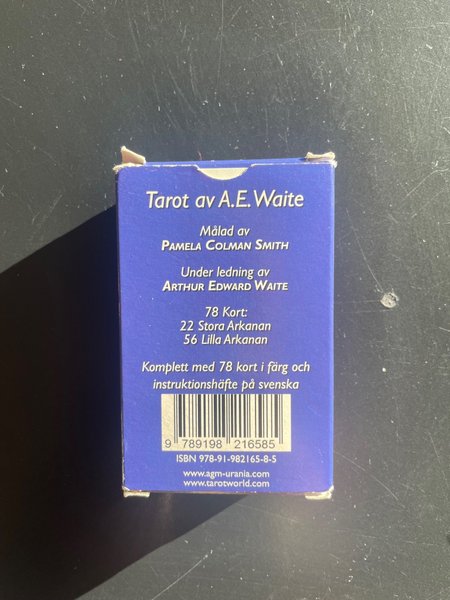 Tarot av A.E. Waite
Målad av
PAMELA COLMAN SMITH
Under ledning av
ARTHUR EDWARD WAITE
78 Kort:
22 Stora Arkanan
56 Lilla Arkanan
Komplett med 78 kort i färg och
instruktionshäfte på svenska
9 789198 216585
ISBN 978-91-982165-8-5
www.agm-urania.com
www.tarotworld.com